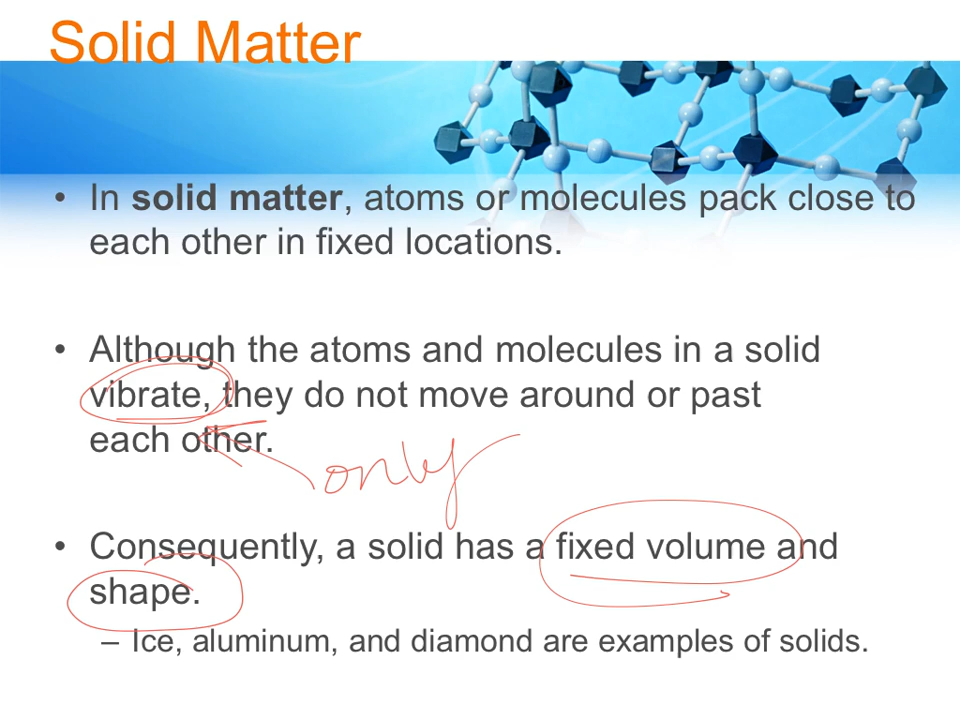 Solid Matter
• In solid matter, atoms or molecules pack close to
each other in fixed locations.
• Although the atoms and molecules in a solid
vibrate, they do not move around or past
each other.
only
• Consequently, a solid has a fixed volume and
shape.
– Ice, aluminum, and diamond are examples of solids.